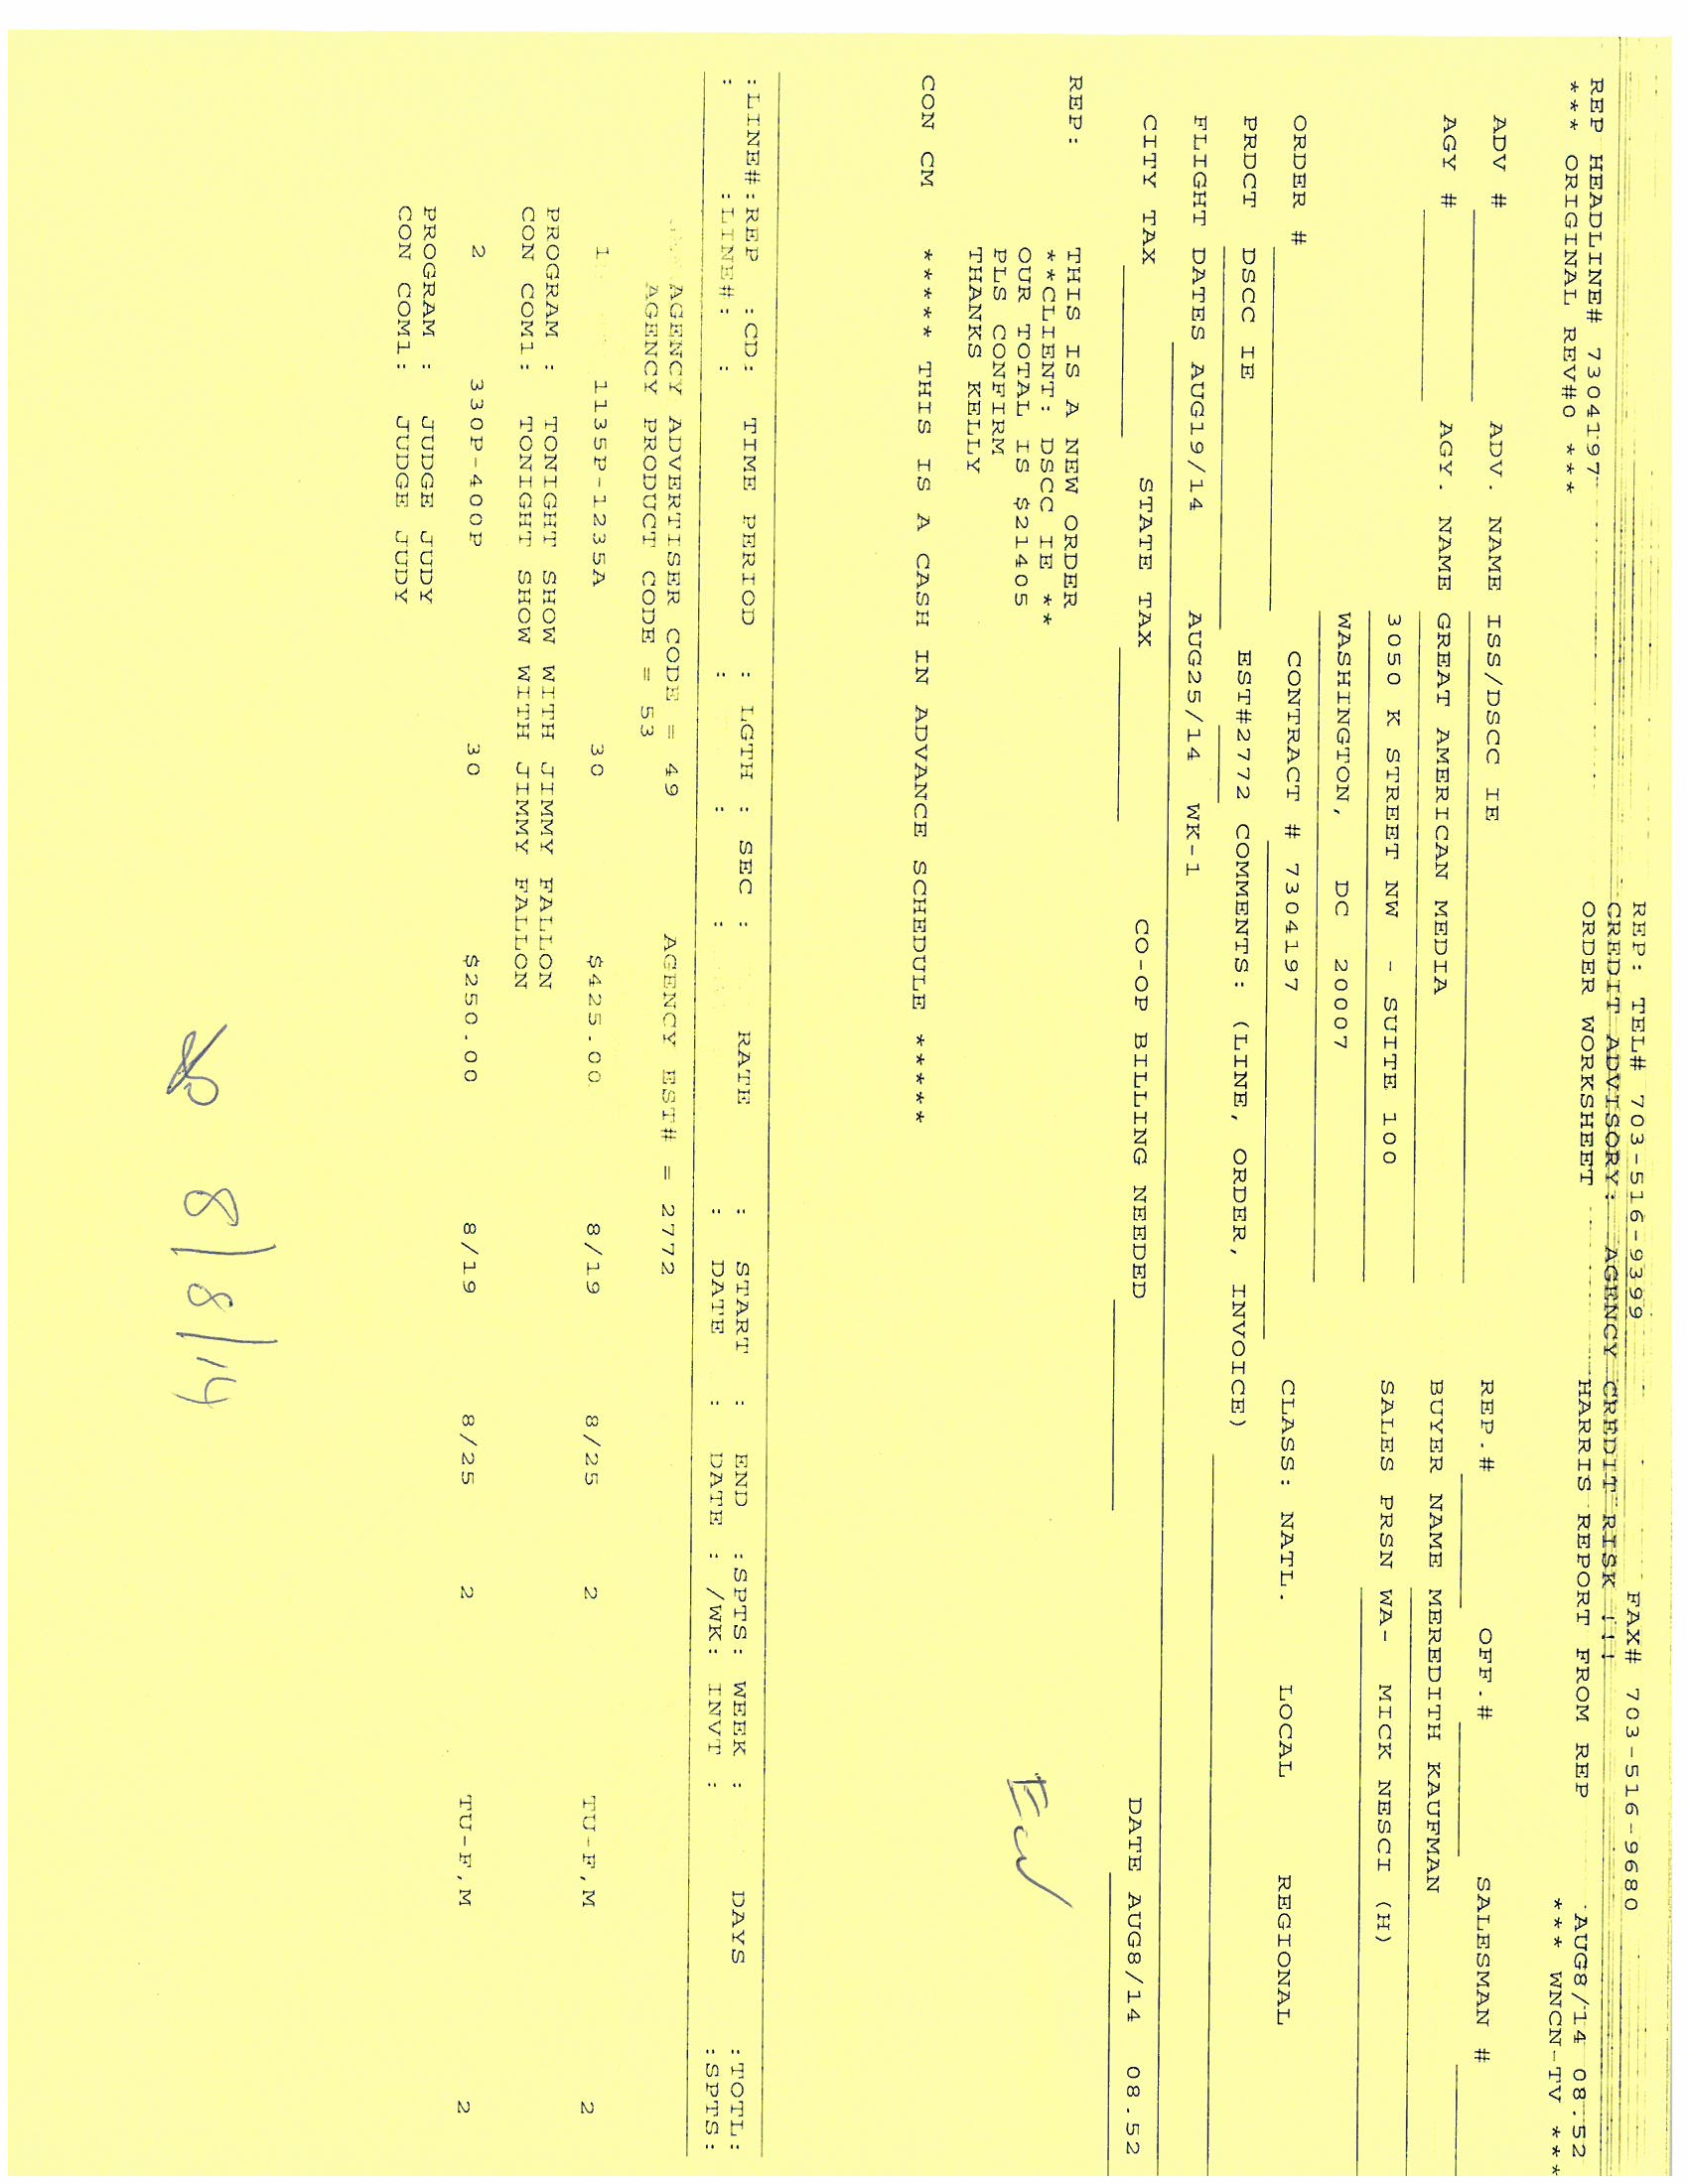 REP: TEL# 703-516-9399 FAX# 703-516-9680
CREDIT ADVISORY: AGENCY CREDIT RISK !!!
REP HEADLINE# 7304197 ORDER WORKSHEET HARRIS REPORT FROM REP AUG8/14 08.52
*** ORIGINAL REV#0 *** *** WNCN-TV ***
ADV # ADV. NAME ISS/DSCC IE REP.# OFF.# SALESMAN #
AGY # AGY. NAME GREAT AMERICAN MEDIA BUYER NAME MEREDITH KAUFMAN
3050 K STREET NW - SUITE 100 SALES PRSN WA- MICK NESCI (H)
WASHINGTON, DC 20007
ORDER # CONTRACT # 7304197 CLASS: NATL. LOCAL REGIONAL
PRDCT DSCC IE EST#2772 COMMENTS: (LINE, ORDER, INVOICE)
FLIGHT DATES AUG19/14 AUG25/14 WK-1
CITY TAX STATE TAX CO-OP BILLING NEEDED DATE AUG8/14 08.52
REP: THIS IS A NEW ORDER
**CLIENT: DSCC IE **
OUR TOTAL IS $21405
PLS CONFIRM
THANKS KELLY
CON CM ***** THIS IS A CASH IN ADVANCE SCHEDULE *****
:LINE#:REP :CD: TIME PERIOD : LGTH : SEC : RATE : START : END :SPTS: WEEK : DAYS :TOTL:
: :LINE#: : : : : : DATE : DATE : /WK: INVT : :SPTS:
AGENCY ADVERTISER CODE = 49 AGENCY EST# = 2772
AGENCY PRODUCT CODE = 53
1 1135P-1235A 30 $425.00 8/19 8/25 2 TU-F,M 2
PROGRAM : TONIGHT SHOW WITH JIMMY FALLON
CON COM1: TONIGHT SHOW WITH JIMMY FALLON
2 330P-400P 30 $250.00 8/19 8/25 2 TU-F,M 2
PROGRAM : JUDGE JUDY
CON COM1: JUDGE JUDY
8/8/14